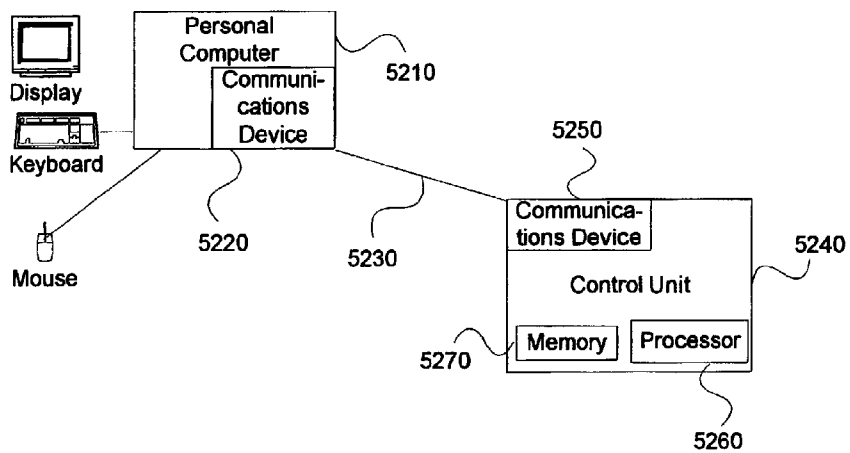 Personal
Computer
5210
Communi-
cations
Device
Display
Keyboard
5250
5220
5230
Communica-
tions Device
5240
Mouse
Control Unit
5270
Memory
Processor
5260